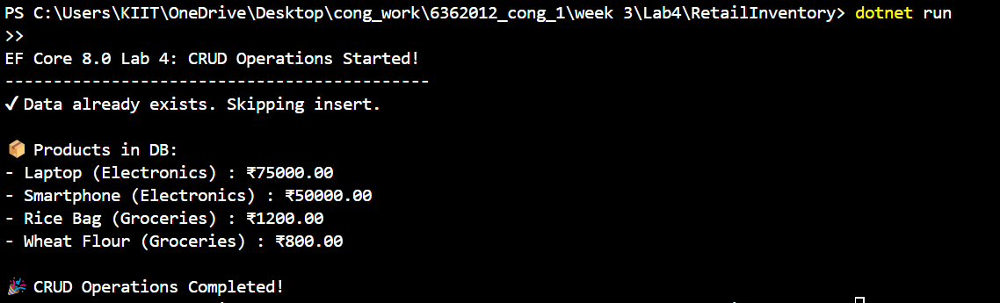 PS C:\Users\KIIT\OneDrive\Desktop\cong_work\6362012_cong_1\week 3\Lab4\RetailInventory> dotnet run
>>
EF Core 8.0 Lab 4: CRUD Operations Started!
--------------------------------------------
✔ Data already exists. Skipping insert.
📦 Products in DB:
- Laptop (Electronics) : ₹75000.00
- Smartphone (Electronics) : ₹50000.00
- Rice Bag (Groceries) : ₹1200.00
- Wheat Flour (Groceries) : ₹800.00
🎉 CRUD Operations Completed!